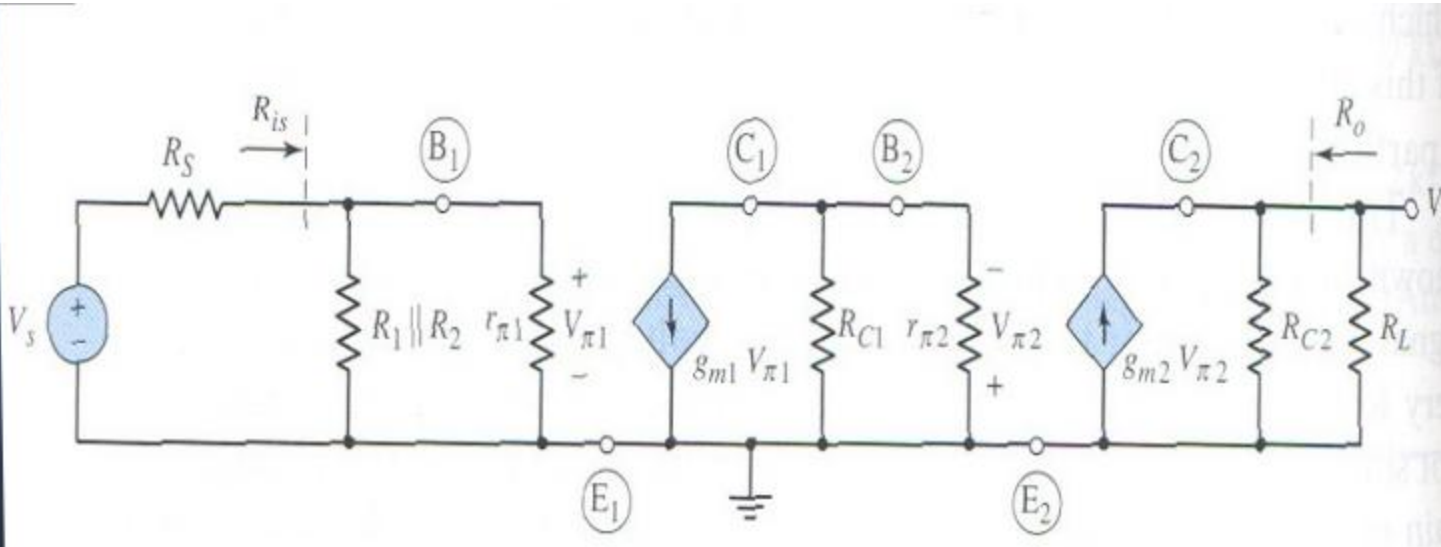 R_is
R_o
R_S
B_1
C_1
B_2
C_2
V
+
-
V_s
R_1 || R_2
r_π1
+
V_π1
-
g_m1 V_π1
R_C1
r_π2
-
V_π2
+
g_m2 V_π2
R_C2
R_L
E_1
E_2